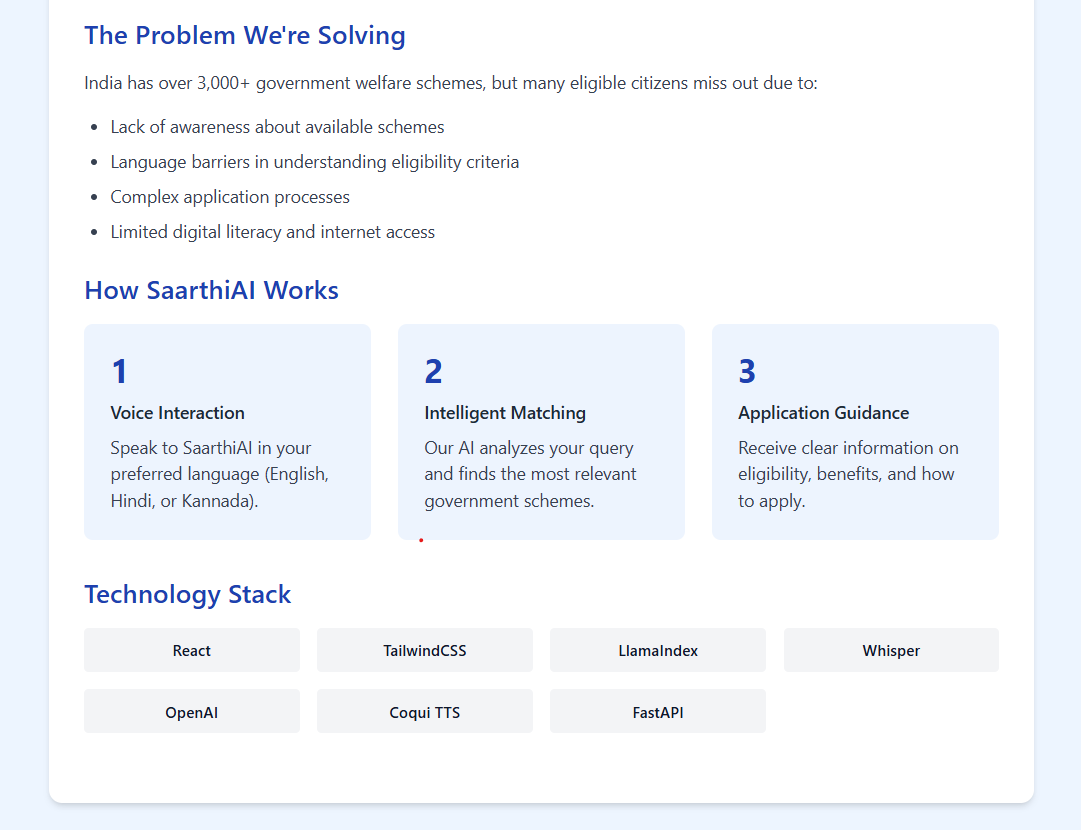 The Problem We're Solving
India has over 3,000+ government welfare schemes, but many eligible citizens miss out due to:
Lack of awareness about available schemes
Language barriers in understanding eligibility criteria
Complex application processes
Limited digital literacy and internet access
How SaarthiAI Works
1
Voice Interaction
Speak to SaarthiAI in your
preferred language (English,
Hindi, or Kannada).
2
Intelligent Matching
Our AI analyzes your query
and finds the most relevant
government schemes.
3
Application Guidance
Receive clear information on
eligibility, benefits, and how
to apply.
Technology Stack
React
TailwindCSS
LlamaIndex
Whisper
OpenAI
Coqui TTS
FastAPI